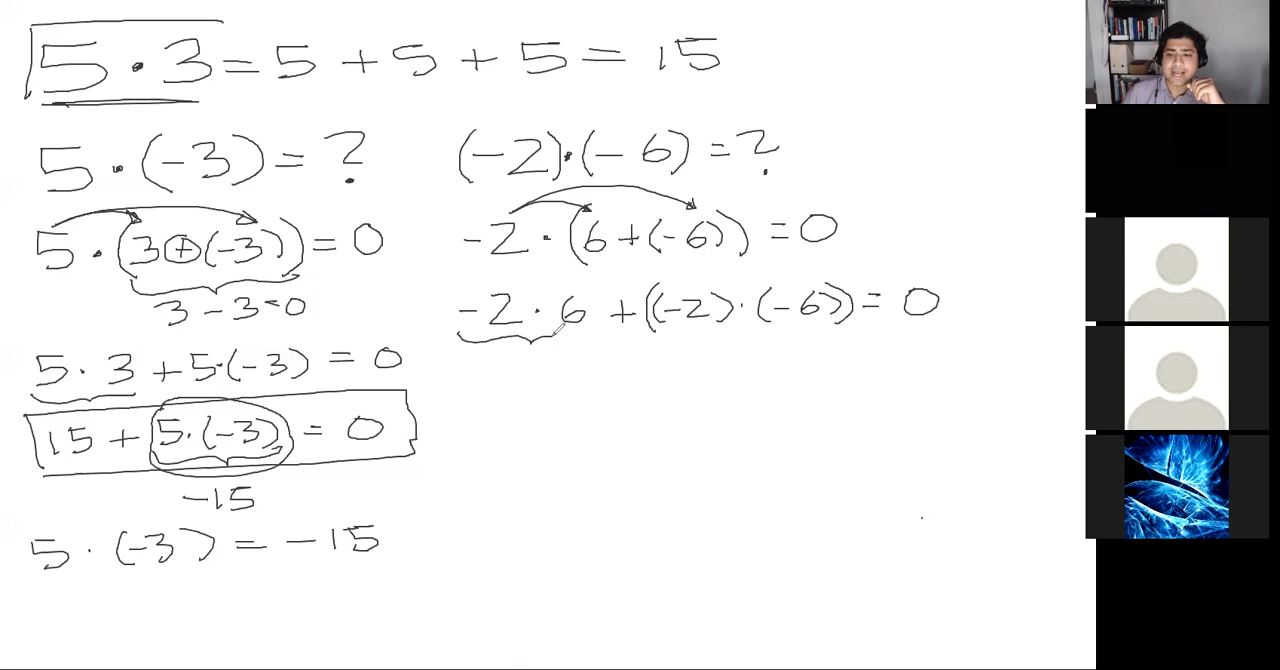 5 · 3 = 5 + 5 + 5 = 15
5 · (-3) = ?
5 · (3 + (-3)) = 0
3 - 3 = 0
5 · 3 + 5 · (-3) = 0
15 + 5 · (-3) = 0
-15
5 · (-3) = -15
(-2) · (-6) = ?
-2 · (6 + (-6)) = 0
-2 · 6 + ((-2) · (-6)) = 0